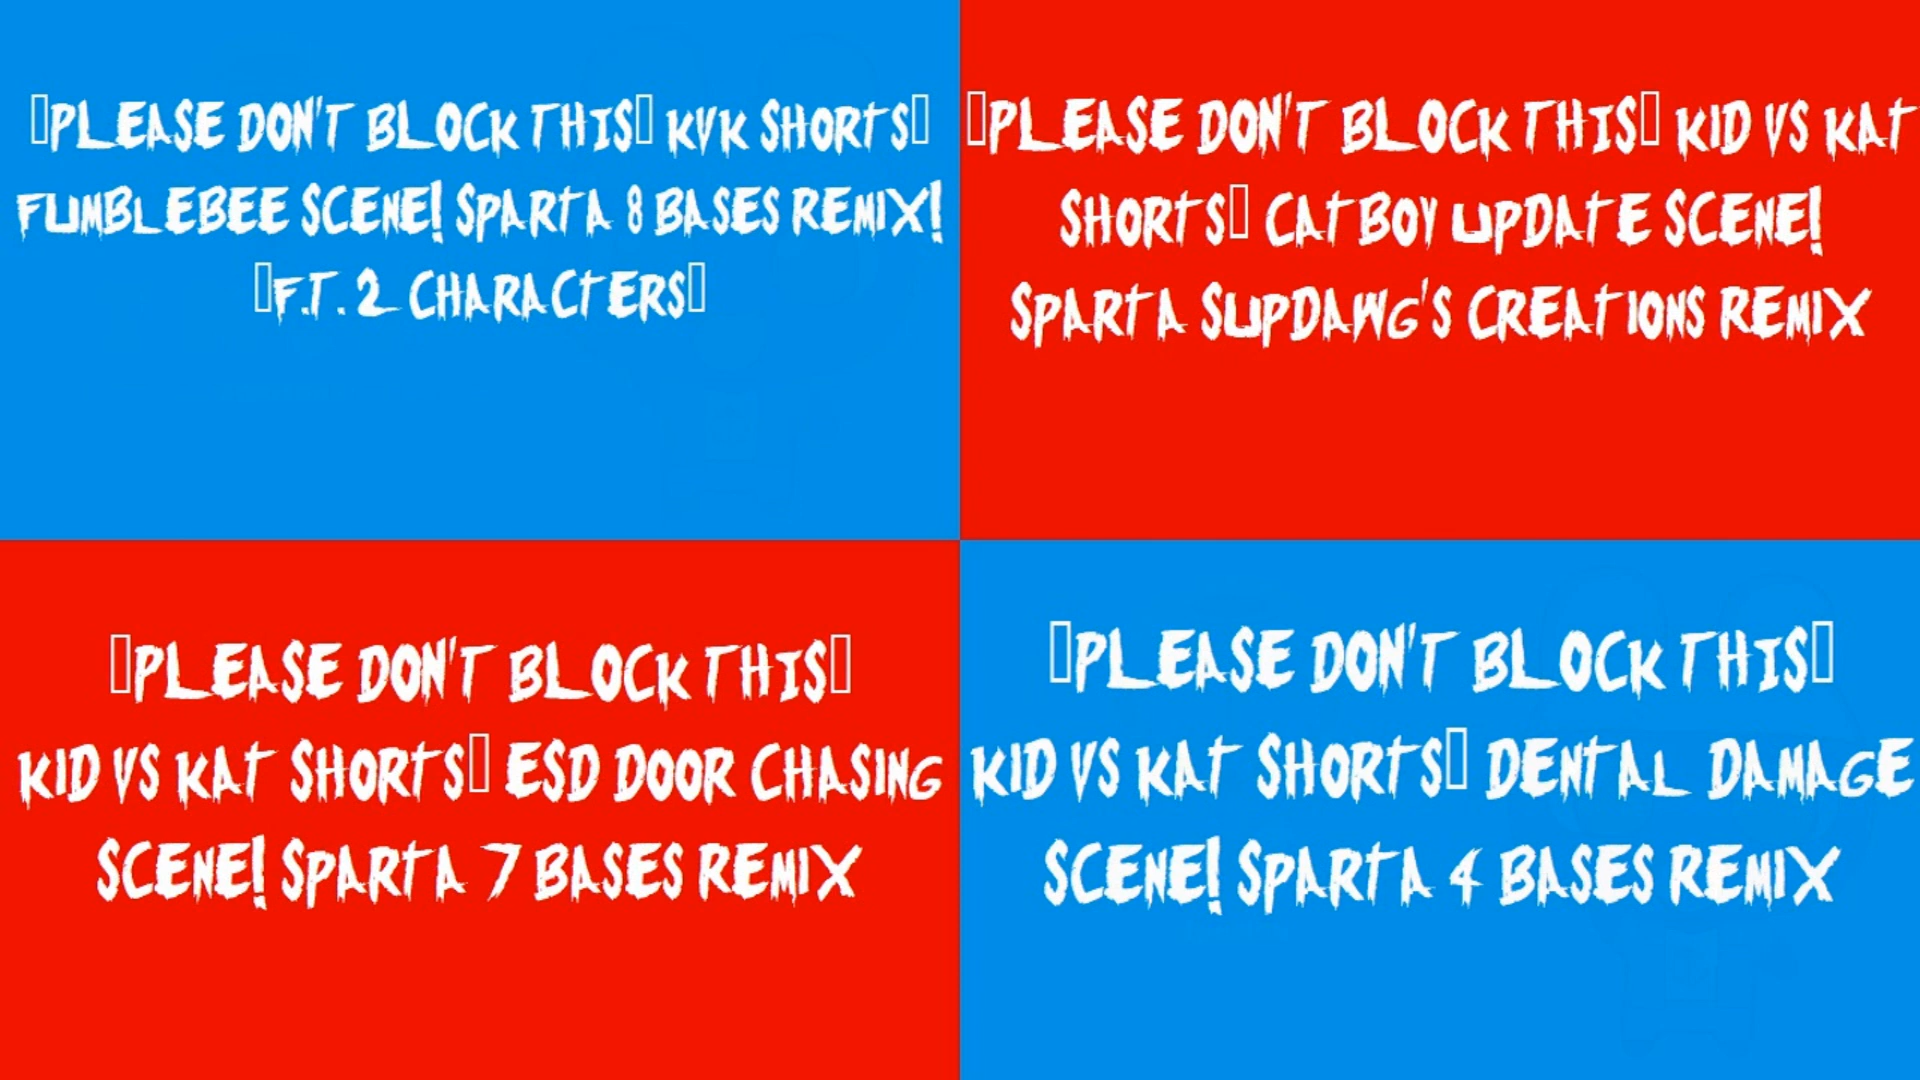 ▯PLEASE DON'T BLOCK THIS▯ KVK SHORTS▯
FUMBLEBEE SCENE! SPARTA 8 BASES REMIX!
▯F.T. 2 CHARACTERS▯
▯PLEASE DON'T BLOCK THIS▯ KID VS KAT
SHORTS▯ CATBOY UPDATE SCENE!
SPARTA SUPDAWG'S CREATIONS REMIX
▯PLEASE DON'T BLOCK THIS▯
KID VS KAT SHORTS▯ ESD DOOR CHASING
SCENE! SPARTA 7 BASES REMIX
▯PLEASE DON'T BLOCK THIS▯
KID VS KAT SHORTS▯ DENTAL DAMAGE
SCENE! SPARTA 4 BASES REMIX